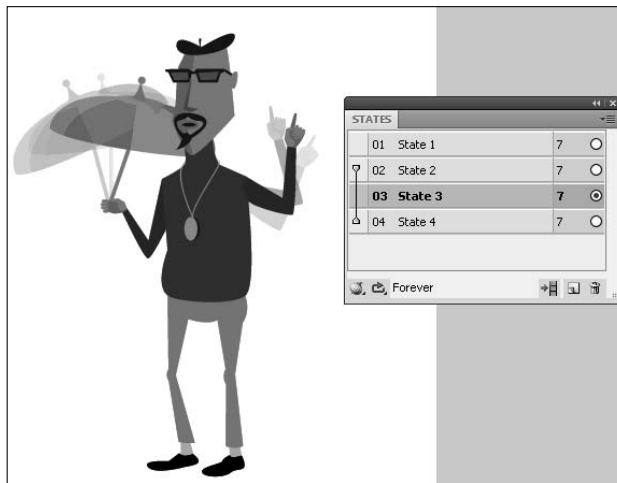 STATES
01 State 1 7
02 State 2 7
03 State 3 7
04 State 4 7
Forever